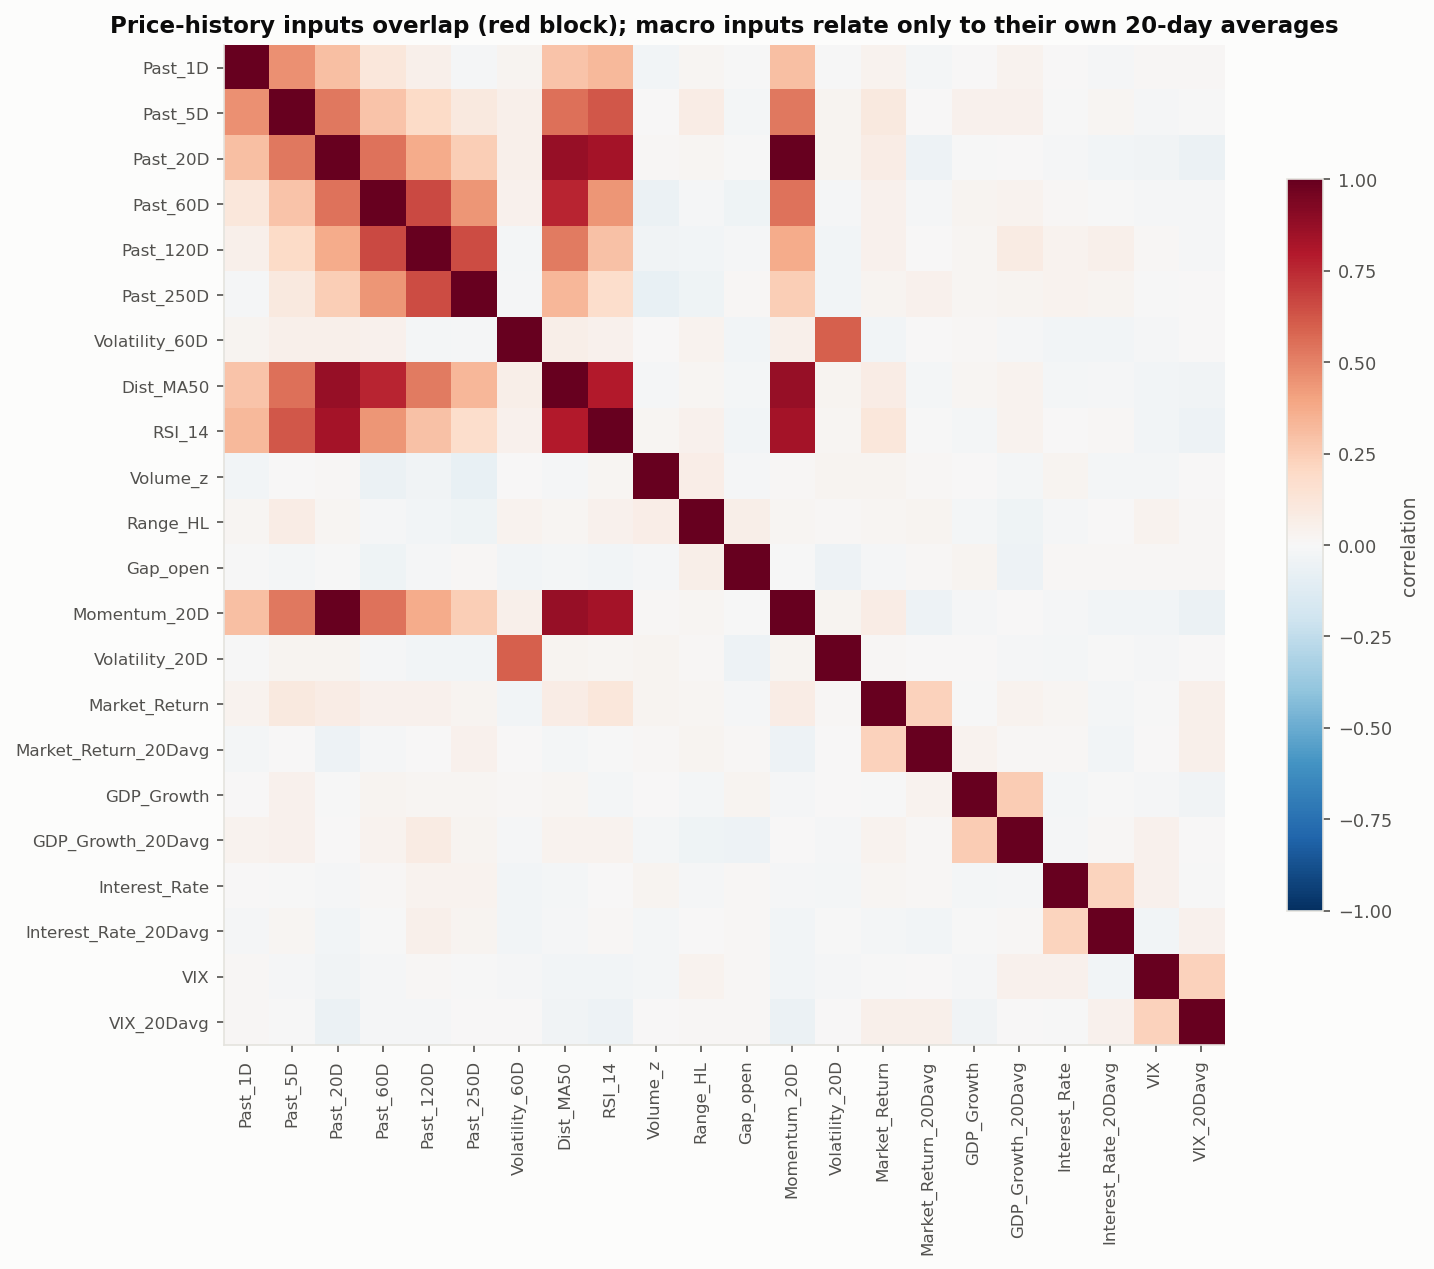 Price-history inputs overlap (red block); macro inputs relate only to their own 20-day averages
Past_1D
Past_5D
Past_20D
Past_60D
Past_120D
Past_250D
Volatility_60D
Dist_MA50
RSI_14
Volume_z
Range_HL
Gap_open
Momentum_20D
Volatility_20D
Market_Return
Market_Return_20Davg
GDP_Growth
GDP_Growth_20Davg
Interest_Rate
Interest_Rate_20Davg
VIX
VIX_20Davg
Past_1D
Past_5D
Past_20D
Past_60D
Past_120D
Past_250D
Volatility_60D
Dist_MA50
RSI_14
Volume_z
Range_HL
Gap_open
Momentum_20D
Volatility_20D
Market_Return
Market_Return_20Davg
GDP_Growth
GDP_Growth_20Davg
Interest_Rate
Interest_Rate_20Davg
VIX
VIX_20Davg
1.00
0.75
0.50
0.25
0.00
−0.25
−0.50
−0.75
−1.00
correlation